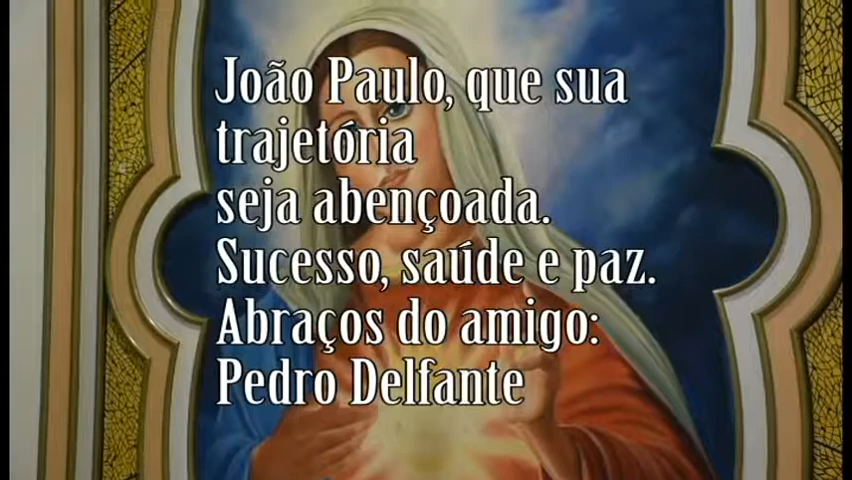 João Paulo, que sua
trajetória
seja abençoada.
Sucesso, saúde e paz.
Abraços do amigo:
Pedro Delfante